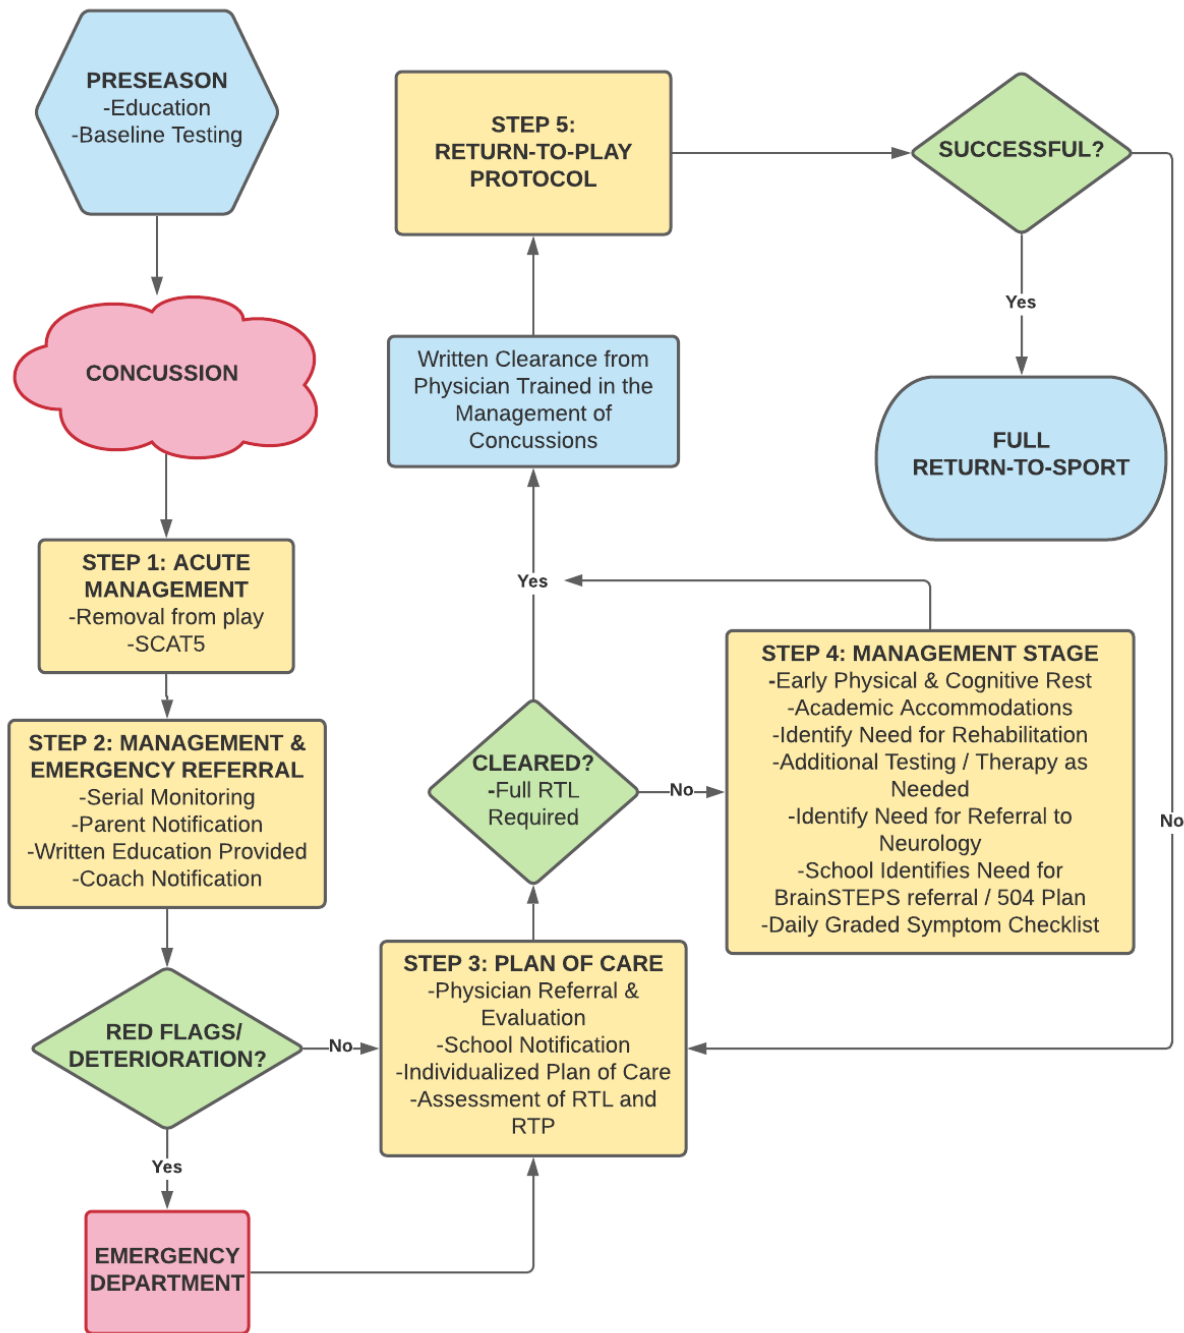 PRESEASON
-Education
-Baseline Testing
CONCUSSION
STEP 1: ACUTE
MANAGEMENT
-Removal from play
-SCAT5
STEP 2: MANAGEMENT &
EMERGENCY REFERRAL
-Serial Monitoring
-Parent Notification
-Written Education Provided
-Coach Notification
RED FLAGS/
DETERIORATION?
No
Yes
EMERGENCY
DEPARTMENT
STEP 3: PLAN OF CARE
-Physician Referral &
Evaluation
-School Notification
-Individualized Plan of Care
-Assessment of RTL and
RTP
CLEARED?
-Full RTL
Required
No
Yes
STEP 4: MANAGEMENT STAGE
-Early Physical & Cognitive Rest
-Academic Accommodations
-Identify Need for Rehabilitation
-Additional Testing / Therapy as
Needed
-Identify Need for Referral to
Neurology
-School Identifies Need for
BrainSTEPS referral / 504 Plan
-Daily Graded Symptom Checklist
Written Clearance from
Physician Trained in the
Management of
Concussions
STEP 5:
RETURN-TO-PLAY
PROTOCOL
SUCCESSFUL?
Yes
No
FULL
RETURN-TO-SPORT